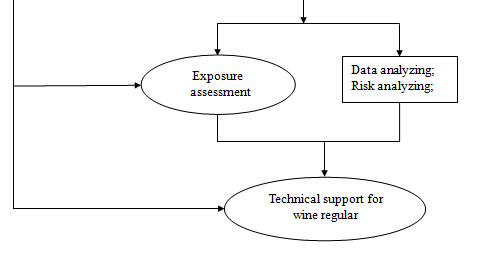 Exposure
assessment
Data analyzing;
Risk analyzing;
Technical support for
wine regular